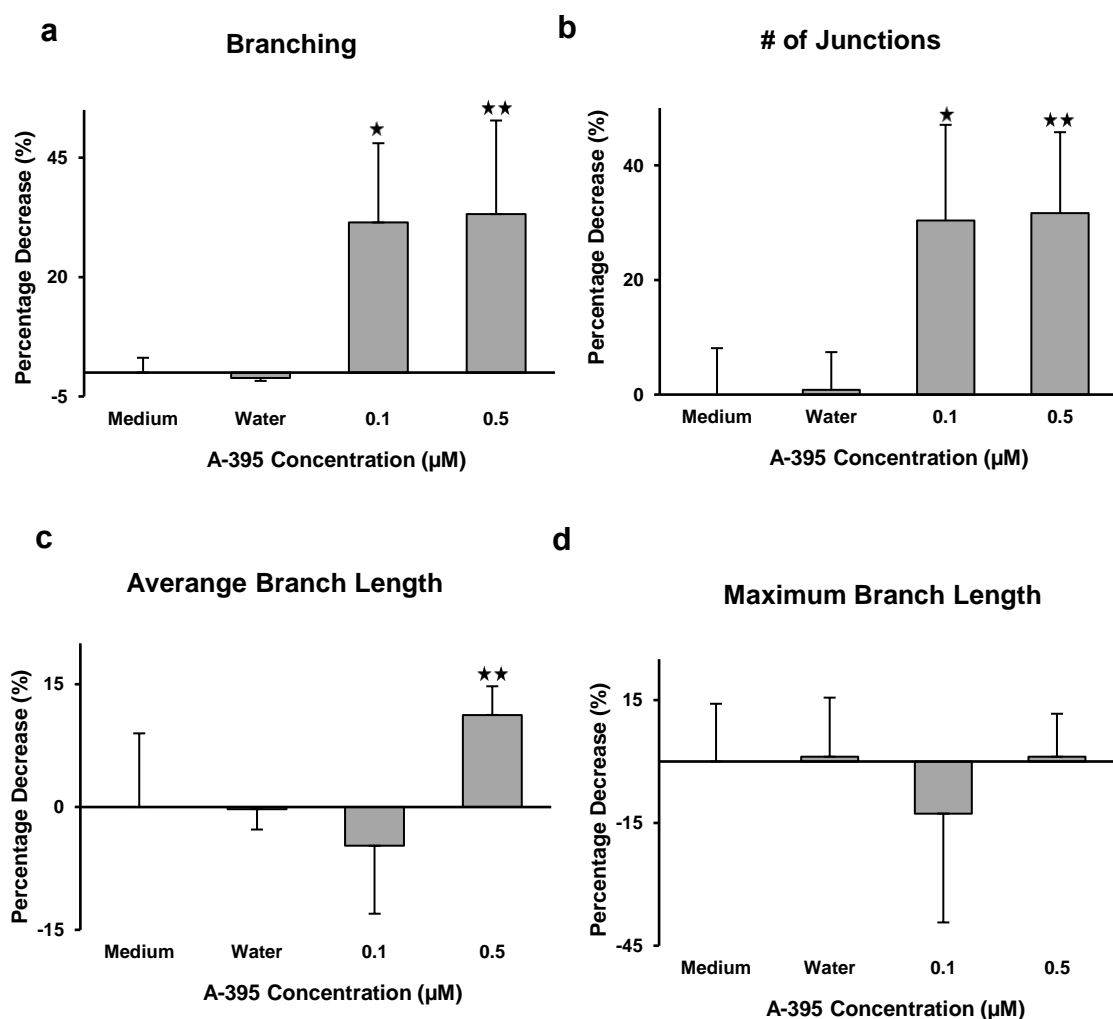 a
Branching
Percentage Decrease (%)
45
20
-5
★
★★
Medium Water 0.1 0.5
A-395 Concentration (µM)
b
# of Junctions
Percentage Decrease (%)
40
20
0
★
★★
Medium Water 0.1 0.5
A-395 Concentration (µM)
c
Averange Branch Length
Percentage Decrease (%)
15
0
-15
★★
Medium Water 0.1 0.5
A-395 Concentration (µM)
d
Maximum Branch Length
Percentage Decrease (%)
15
-15
-45
Medium Water 0.1 0.5
A-395 Concentration (µM)